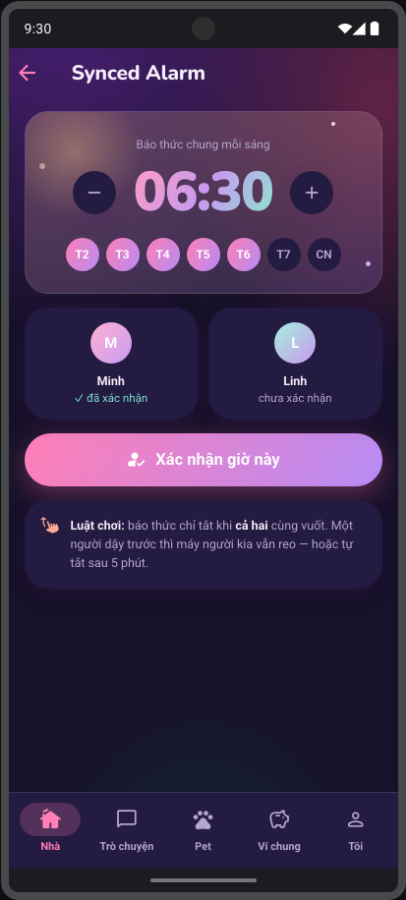 9:30
Synced Alarm
Báo thức chung mỗi sáng
− 06:30 +
T2 T3 T4 T5 T6 T7 CN
M L
Minh Linh
✓ đã xác nhận chưa xác nhận
Xác nhận giờ này
Luật chơi: báo thức chỉ tắt khi cả hai cùng vuốt. Một
người dậy trước thì máy người kia vẫn reo — hoặc tự
tắt sau 5 phút.
Nhà Trò chuyện Pet Ví chung Tôi